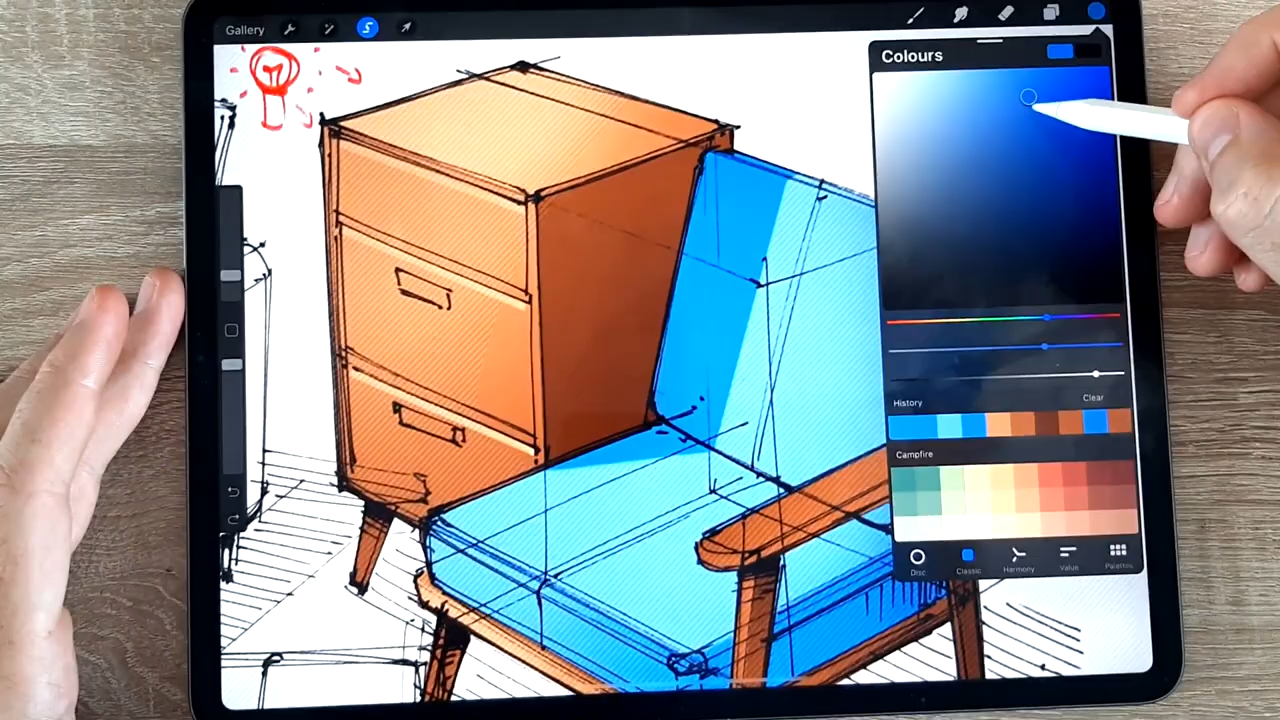 Gallery
Colours
History
Clear
Campfire
Disc
Classic
Harmony
Value
Palettes